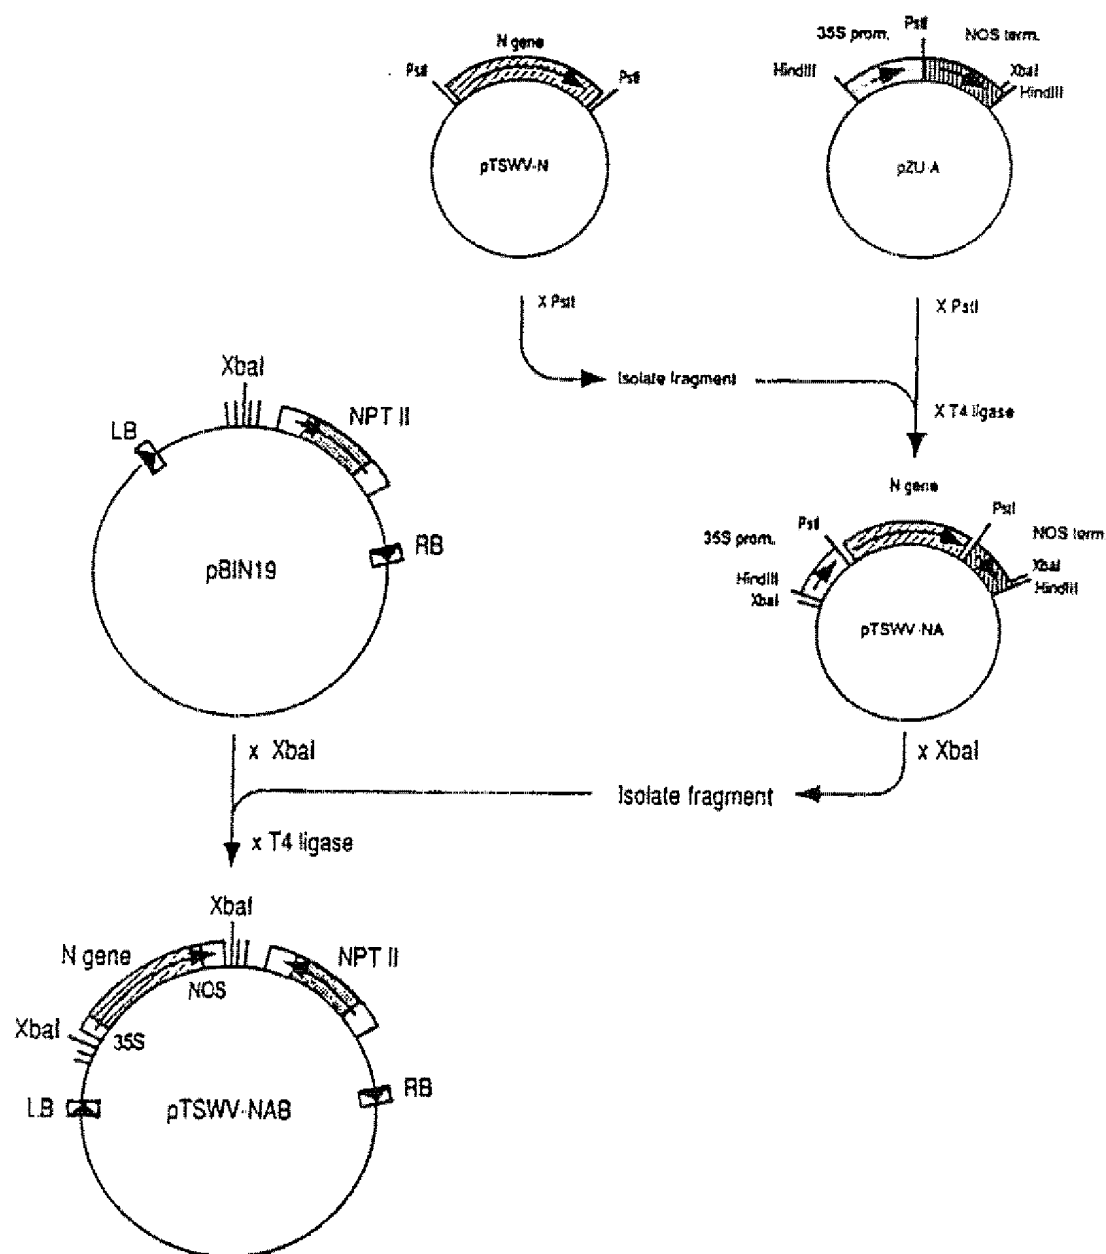 N gene
PstI
PstI
pTSWV-N
35S prom.
PstI
NOS term.
HindIII
XbaI
HindIII
pZU-A
X PstI
X PstI
Isolate fragment
X T4 ligase
XbaI
LB
NPT II
RB
pBIN19
N gene
35S prom.
PstI
PstI
NOS term
HindIII
XbaI
XbaI
HindIII
pTSWV-NA
x XbaI
x XbaI
Isolate fragment
x T4 ligase
XbaI
N gene
NOS
NPT II
XbaI
35S
LB
RB
pTSWV-NAB